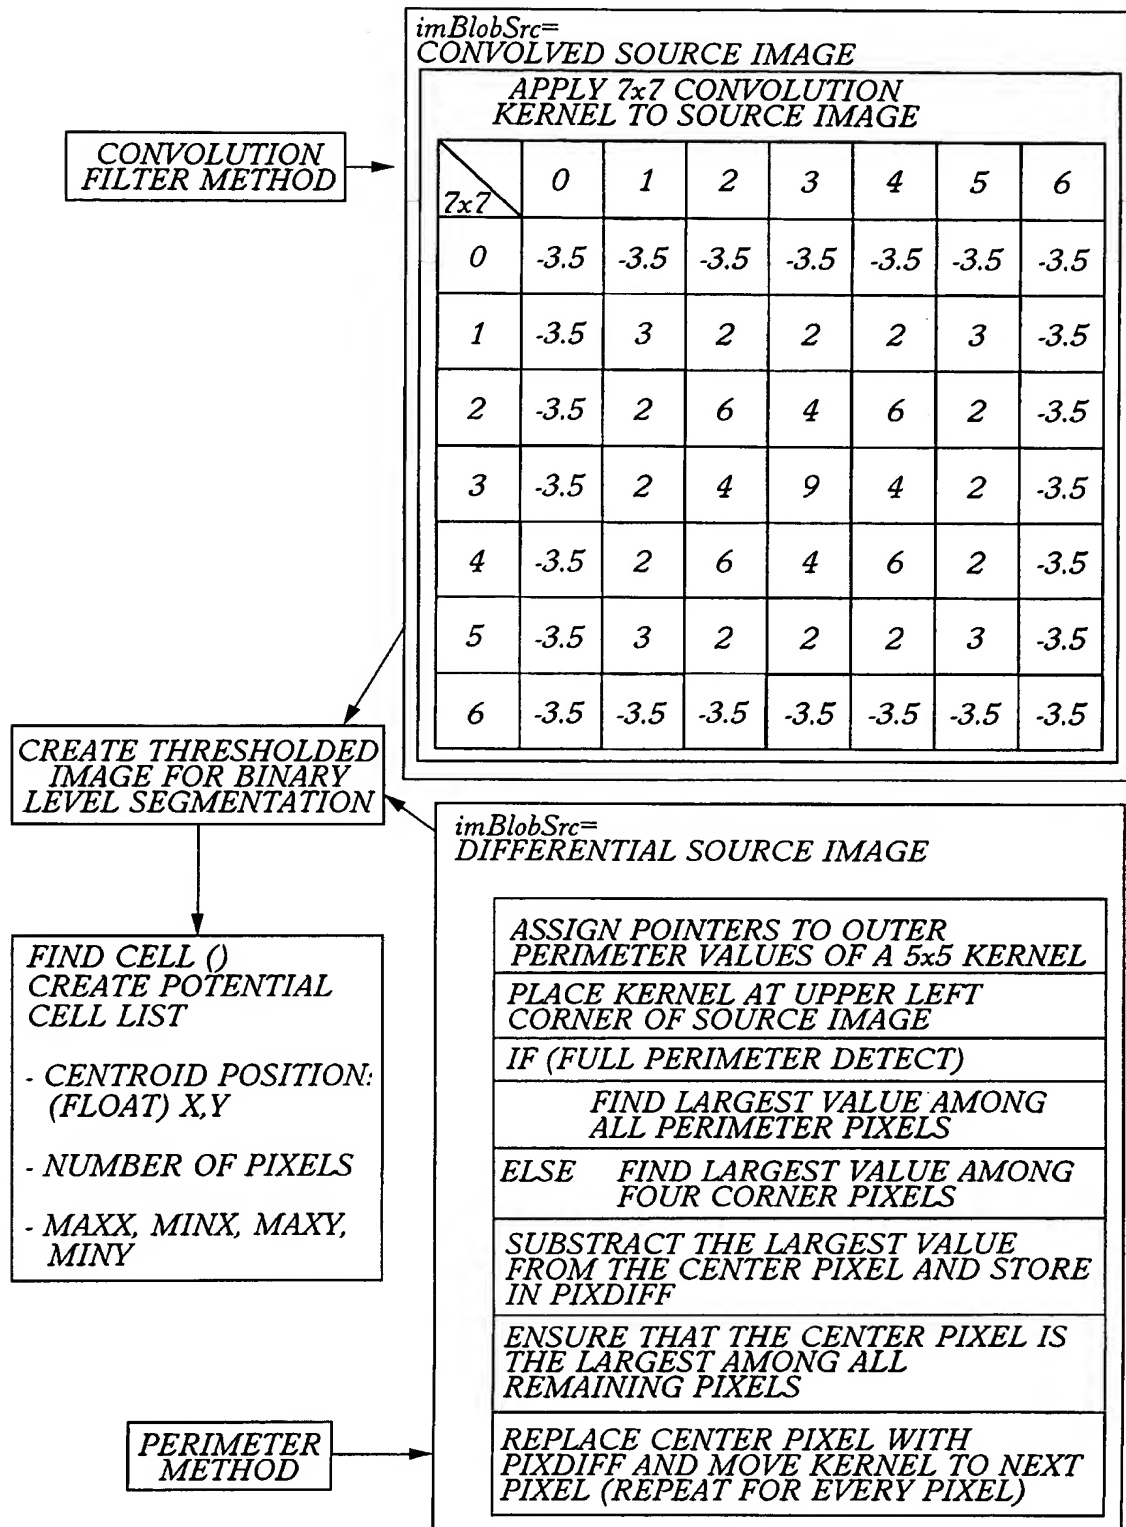 imBlobSrc=
CONVOLVED SOURCE IMAGE
APPLY 7x7 CONVOLUTION
KERNEL TO SOURCE IMAGE
CONVOLUTION
FILTER METHOD
7x7 0 1 2 3 4 5 6
0 -3.5 -3.5 -3.5 -3.5 -3.5 -3.5 -3.5
1 -3.5 3 2 2 2 3 -3.5
2 -3.5 2 6 4 6 2 -3.5
3 -3.5 2 4 9 4 2 -3.5
4 -3.5 2 6 4 6 2 -3.5
5 -3.5 3 2 2 2 3 -3.5
6 -3.5 -3.5 -3.5 -3.5 -3.5 -3.5 -3.5
CREATE THRESHOLDED
IMAGE FOR BINARY
LEVEL SEGMENTATION
FIND CELL ()
CREATE POTENTIAL
CELL LIST
- CENTROID POSITION:
(FLOAT) X,Y
- NUMBER OF PIXELS
- MAXX, MINX, MAXY,
MINY
imBlobSrc=
DIFFERENTIAL SOURCE IMAGE
ASSIGN POINTERS TO OUTER
PERIMETER VALUES OF A 5x5 KERNEL
PLACE KERNEL AT UPPER LEFT
CORNER OF SOURCE IMAGE
IF (FULL PERIMETER DETECT)
FIND LARGEST VALUE AMONG
ALL PERIMETER PIXELS
ELSE FIND LARGEST VALUE AMONG
FOUR CORNER PIXELS
SUBSTRACT THE LARGEST VALUE
FROM THE CENTER PIXEL AND STORE
IN PIXDIFF
ENSURE THAT THE CENTER PIXEL IS
THE LARGEST AMONG ALL
REMAINING PIXELS
REPLACE CENTER PIXEL WITH
PIXDIFF AND MOVE KERNEL TO NEXT
PIXEL (REPEAT FOR EVERY PIXEL)
PERIMETER
METHOD